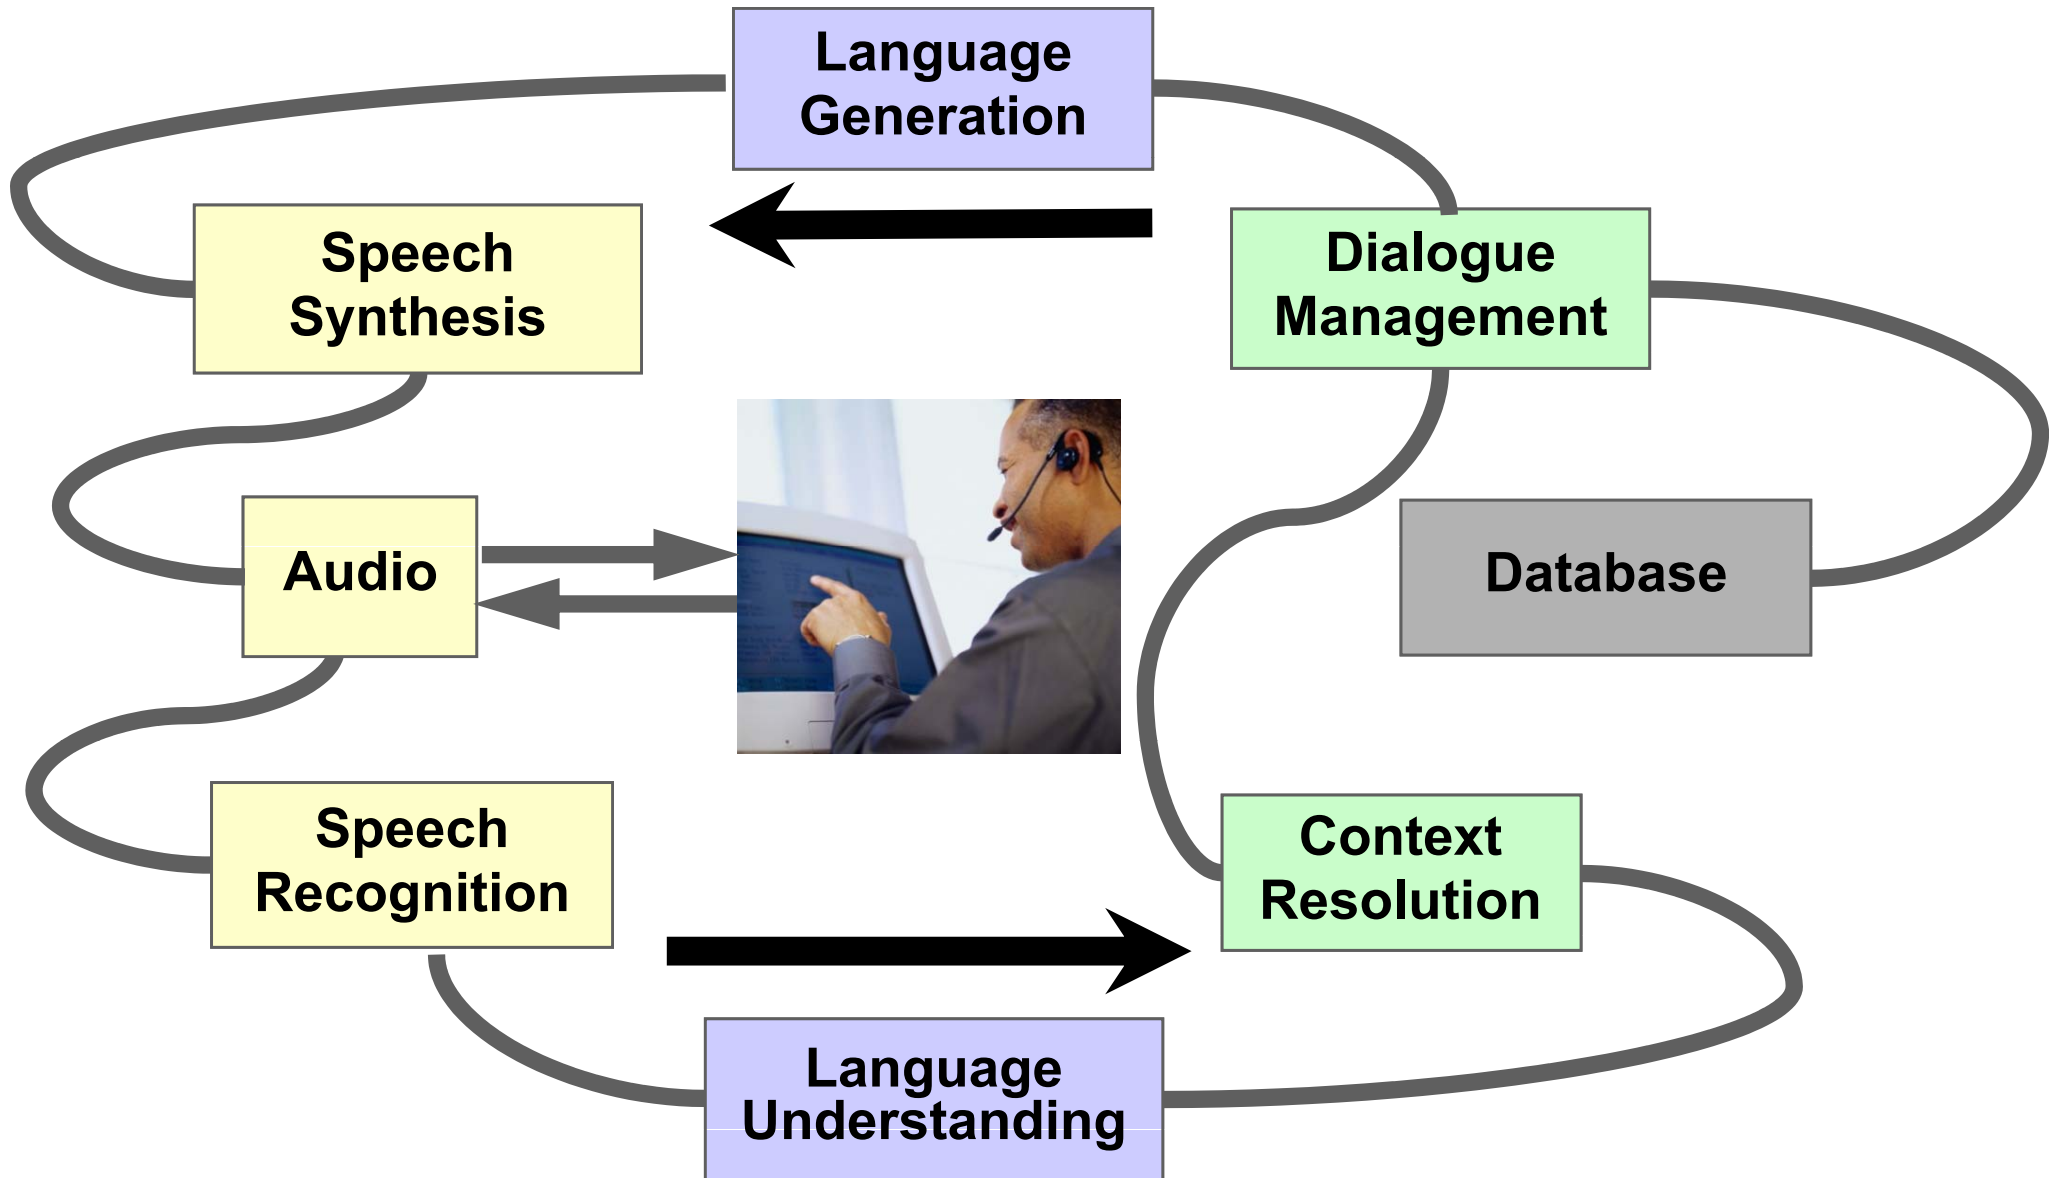 Language
Generation
Speech
Synthesis
Dialogue
Management
Audio
Database
Speech
Recognition
Context
Resolution
Language
Understanding